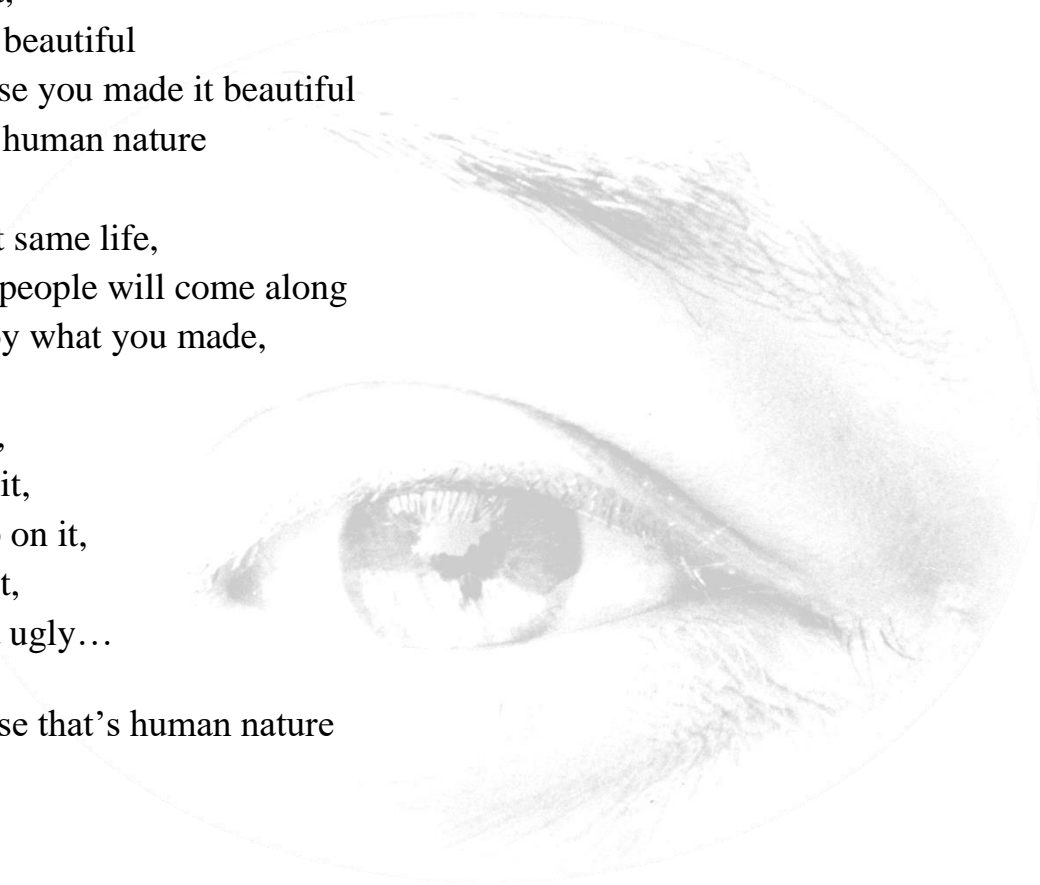 beautiful
se you made it beautiful
human nature
t same life,
people will come along
y what you made,
,
it,
on it,
t,
ugly…
se that’s human nature